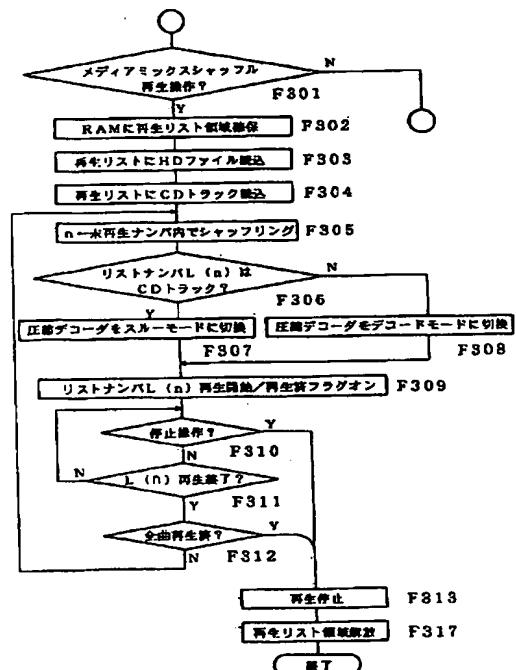 メディアミックスシャッフル
再生操作？
N
F301
Y
RAMに再生リスト領域確保
F302
再生リストにHDファイル読込
F303
再生リストにCDトラック読込
F304
n←未再生ナンバ内でシャッフリング
F305
リストナンバL（n）は
CDトラック？
N
F306
Y
圧縮デコーダをスルーモードに切換
圧縮デコーダをデコードモードに切換
F307
F308
リストナンバL（n）再生開始／再生済フラグオン
F309
停止操作？
Y
N
F310
N
L（n）再生終了？
F311
Y
全曲再生済？
Y
N
F312
再生停止
F313
再生リスト領域解放
F317
終了